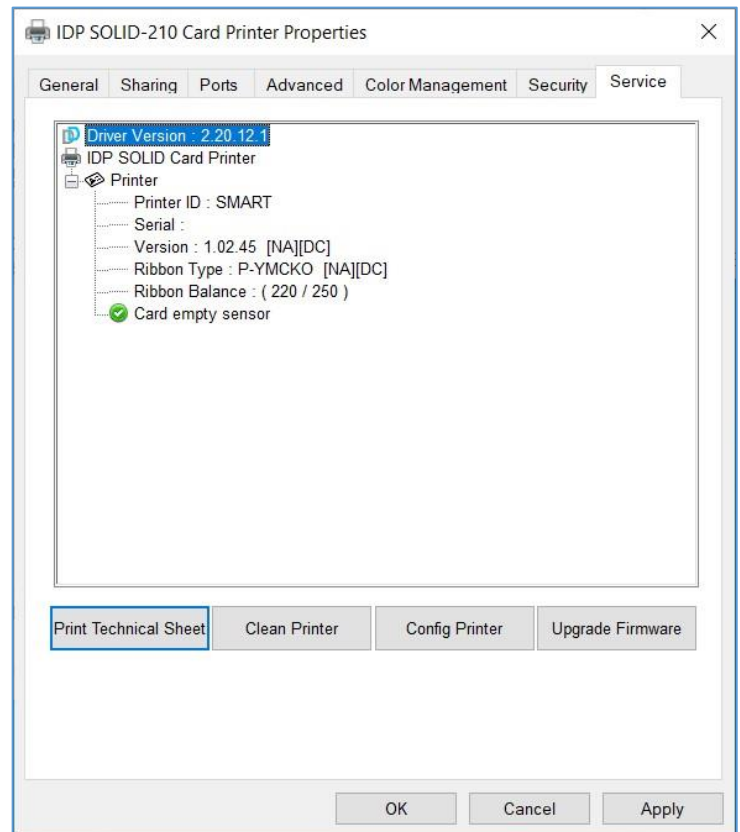 IDP SOLID-210 Card Printer Properties
General Sharing Ports Advanced Color Management Security Service
Driver Version : 2.20.12.1
IDP SOLID Card Printer
Printer
Printer ID : SMART
Serial :
Version : 1.02.45 [NA][DC]
Ribbon Type : P-YMCKO [NA][DC]
Ribbon Balance : ( 220 / 250 )
Card empty sensor
Print Technical Sheet Clean Printer Config Printer Upgrade Firmware
OK Cancel Apply